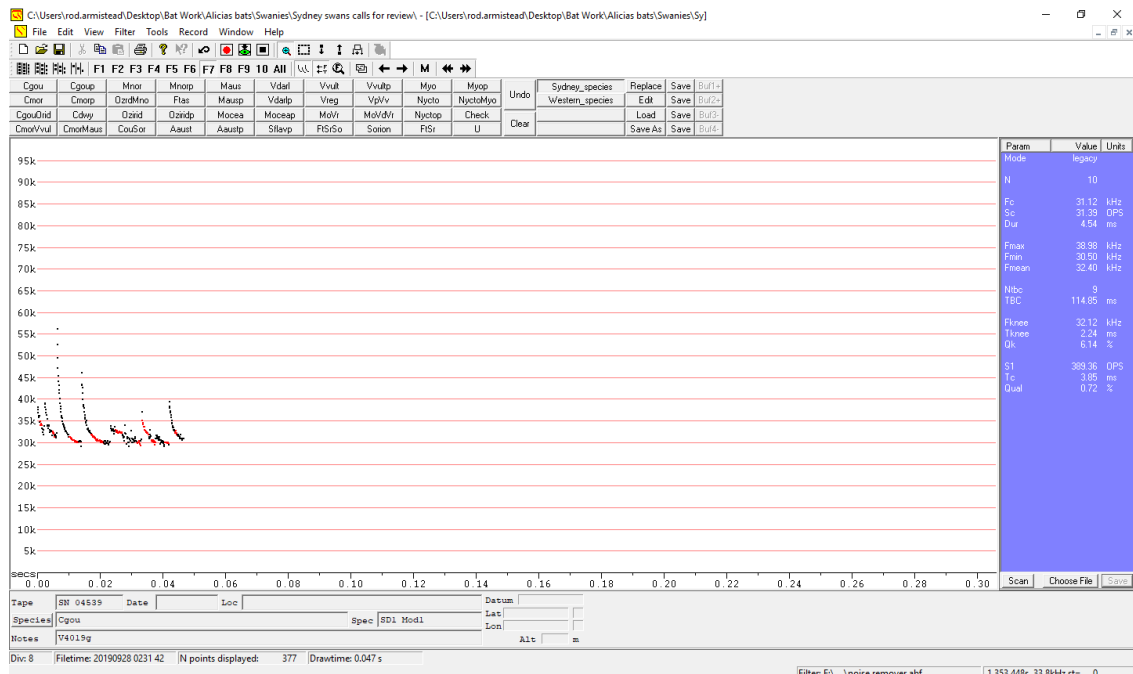 C:\Users\rod.armistead\Desktop\Bat Work\Alicias bats\Swanies\Sydney swans calls for review\ - [C:\Users\rod.armistead\Desktop\Bat Work\Alicias bats\Swanies\Sy]
File Edit View Filter Tools Record Window Help
F1 F2 F3 F4 F5 F6 F7 F8 F9 10 All M
Cgou Cgoup Mnor Mnorp Maus Vdarl Vvult Vvultp Myo Myop Undo Sydney_species Replace Save Buf1+
Cmor Cmorp OzrdMno Ftas Mausp Vdarlp Vreg VpVv Nycto NyctoMyo Western_species Edit Save Buf2+
CgouOrid Cdwy Ozirid Oziridp Mocea Moceap MoVr MoVdVr Nyctop Check Clear Load Save Buf3-
CmorVvul CmorMaus CouSor Aaust Aaustp Sflavp FtSrSo Sorion FtSr U Save As Save Buf4-
Param Value Units
Mode legacy
N 10
Fc 31.12 kHz
Sc 31.39 OPS
Dur 4.54 ms
Fmax 38.98 kHz
Fmin 30.50 kHz
Fmean 32.40 kHz
Ntbc 9
TBC 114.85 ms
Fknee 32.12 kHz
Tknee 2.24 ms
Qk 6.14 %
S1 389.36 OPS
Tc 3.85 ms
Qual 0.72 %
95k
90k
85k
80k
75k
70k
65k
60k
55k
50k
45k
40k
35k
30k
25k
20k
15k
10k
5k
secs
0.00 0.02 0.04 0.06 0.08 0.10 0.12 0.14 0.16 0.18 0.20 0.22 0.24 0.26 0.28 0.30
Scan Choose File Save
Tape SN 04539 Date Loc Datum
Species Cgou Spec SD1 Mod1 Lat
Lon
Notes V4019g Alt m
Div: 8 Filetime: 20190928 0231 42 N points displayed: 377 Drawtime: 0.047 s